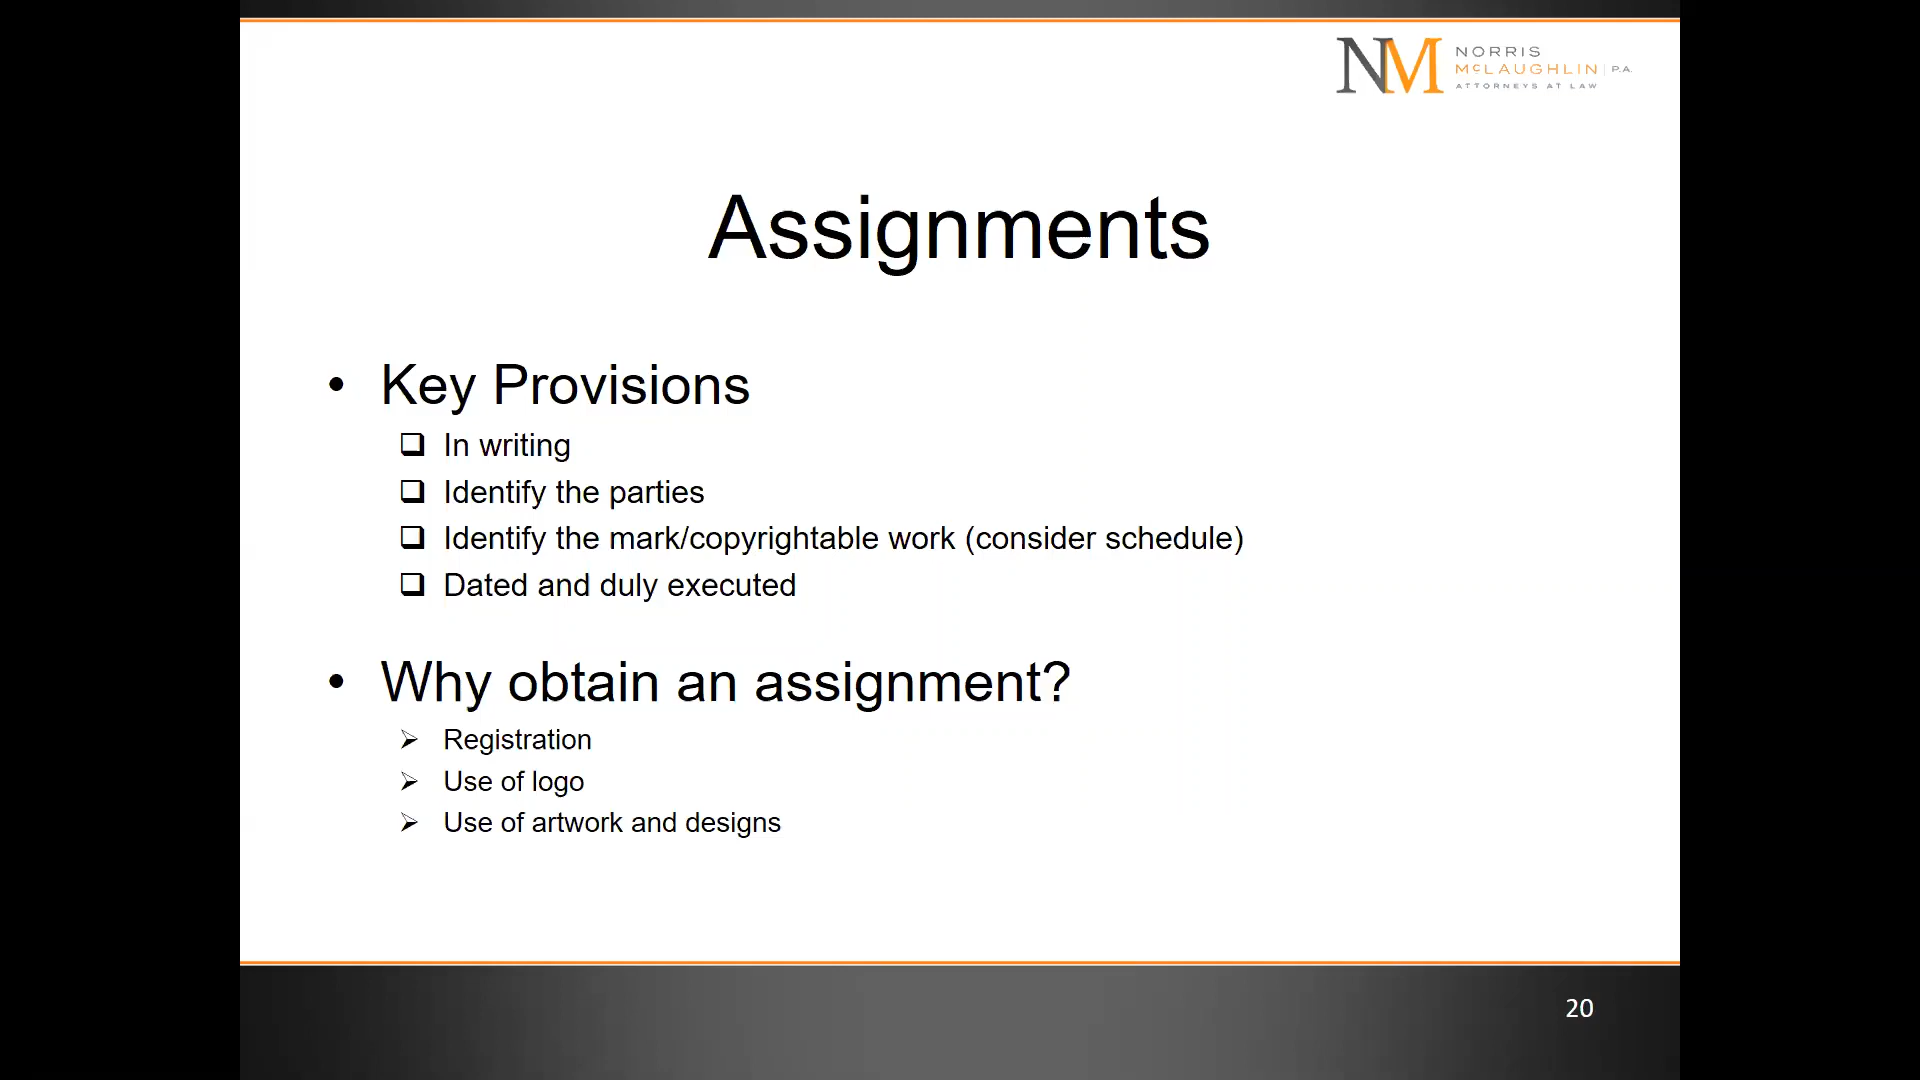 NM NORRIS
McLAUGHLIN | P.A.
ATTORNEYS AT LAW
Assignments
• Key Provisions
❑ In writing
❑ Identify the parties
❑ Identify the mark/copyrightable work (consider schedule)
❑ Dated and duly executed
• Why obtain an assignment?
➢ Registration
➢ Use of logo
➢ Use of artwork and designs
20